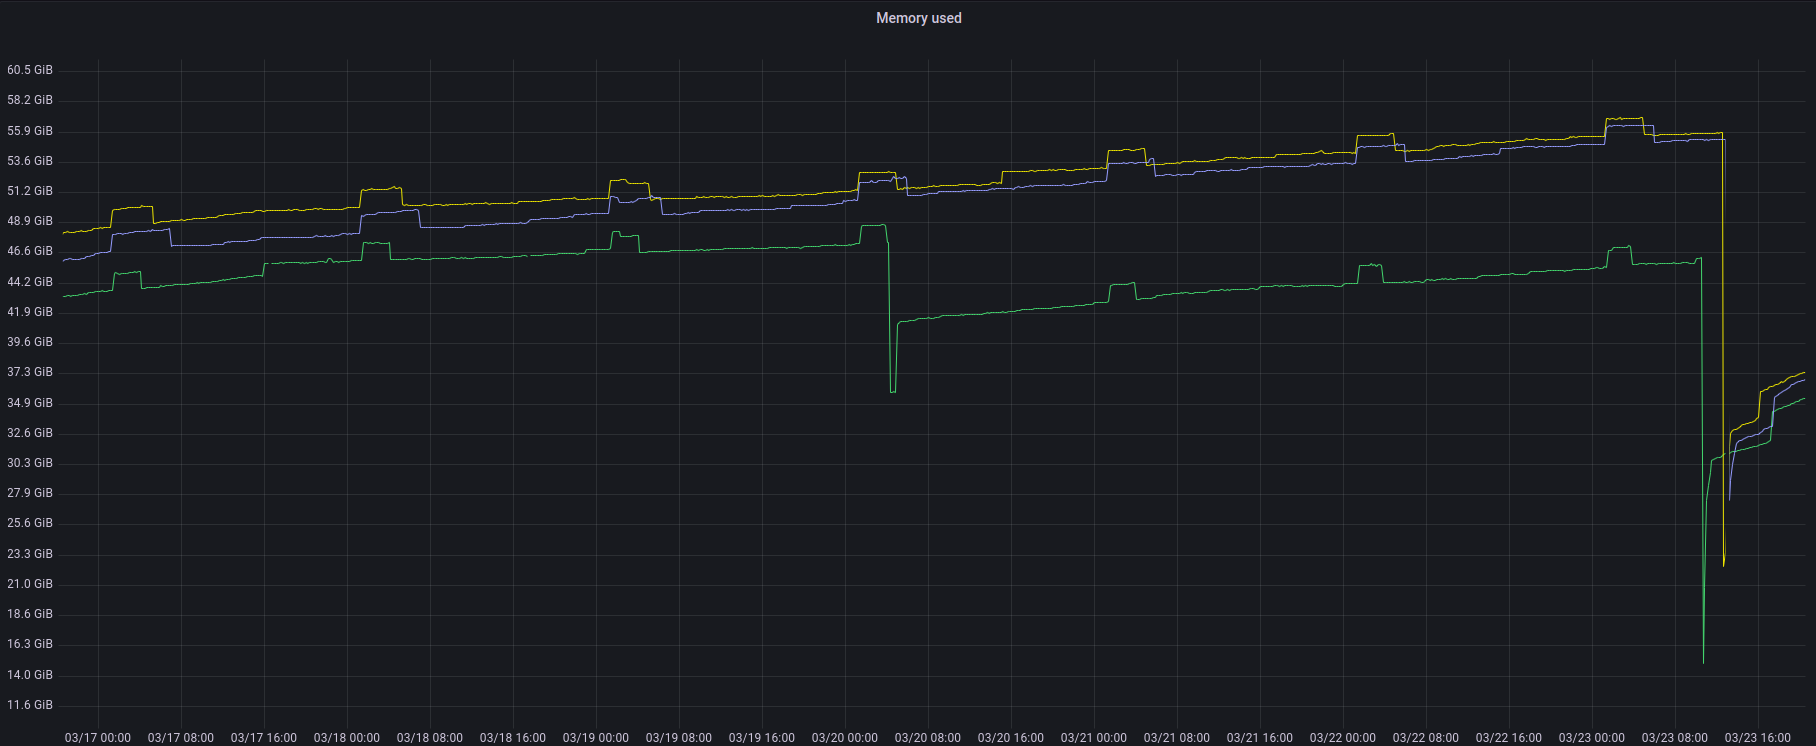 Memory used
60.5 GiB
58.2 GiB
55.9 GiB
53.6 GiB
51.2 GiB
48.9 GiB
46.6 GiB
44.2 GiB
41.9 GiB
39.6 GiB
37.3 GiB
34.9 GiB
32.6 GiB
30.3 GiB
27.9 GiB
25.6 GiB
23.3 GiB
21.0 GiB
18.6 GiB
16.3 GiB
14.0 GiB
11.6 GiB
03/17 00:00 03/17 08:00 03/17 16:00 03/18 00:00 03/18 08:00 03/18 16:00 03/19 00:00 03/19 08:00 03/19 16:00 03/20 00:00 03/20 08:00 03/20 16:00 03/21 00:00 03/21 08:00 03/21 16:00 03/22 00:00 03/22 08:00 03/22 16:00 03/23 00:00 03/23 08:00 03/23 16:00